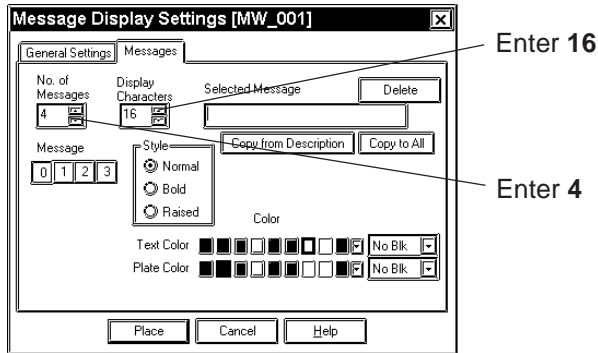 Message Display Settings [MW_001]
General Settings Messages
Enter 16
No. of Messages
Display Characters
Selected Message
Delete
4
16
Copy from Description
Copy to All
Message
0 1 2 3
Style
Normal
Bold
Raised
Enter 4
Color
Text Color
No Blk
Plate Color
No Blk
Place
Cancel
Help